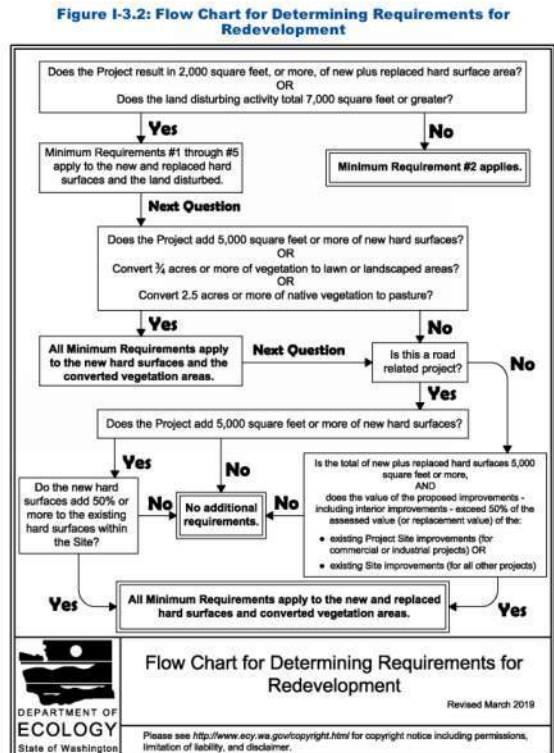 Figure I-3.2: Flow Chart for Determining Requirements for
Redevelopment
Does the Project result in 2,000 square feet, or more, of new plus replaced hard surface area?
OR
Does the land disturbing activity total 7,000 square feet or greater?
Yes
No
Minimum Requirements #1 through #5
apply to the new and replaced hard
surfaces and the land disturbed.
Minimum Requirement #2 applies.
Next Question
Does the Project add 5,000 square feet or more of new hard surfaces?
OR
Convert ¾ acres or more of vegetation to lawn or landscaped areas?
OR
Convert 2.5 acres or more of native vegetation to pasture?
Yes
No
All Minimum Requirements apply
to the new hard surfaces and the
converted vegetation areas.
Next Question
Is this a road
related project?
No
Yes
Does the Project add 5,000 square feet or more of new hard surfaces?
Yes
No
Do the new hard
surfaces add 50% or
more to the existing
hard surfaces within
the Site?
No
No additional
requirements.
No
Is the total of new plus replaced hard surfaces 5,000
square feet or more,
AND
does the value of the proposed improvements -
including interior improvements - exceed 50% of the
assessed value (or replacement value) of the:
• existing Project Site improvements (for
commercial or industrial projects) OR
• existing Site improvements (for all other projects)
Yes
All Minimum Requirements apply to the new and replaced
hard surfaces and converted vegetation areas.
Yes
DEPARTMENT OF
ECOLOGY
State of Washington
Flow Chart for Determining Requirements for
Redevelopment
Revised March 2019
Please see http://www.ecy.wa.gov/copyright.html for copyright notice including permissions,
limitation of liability, and disclaimer.